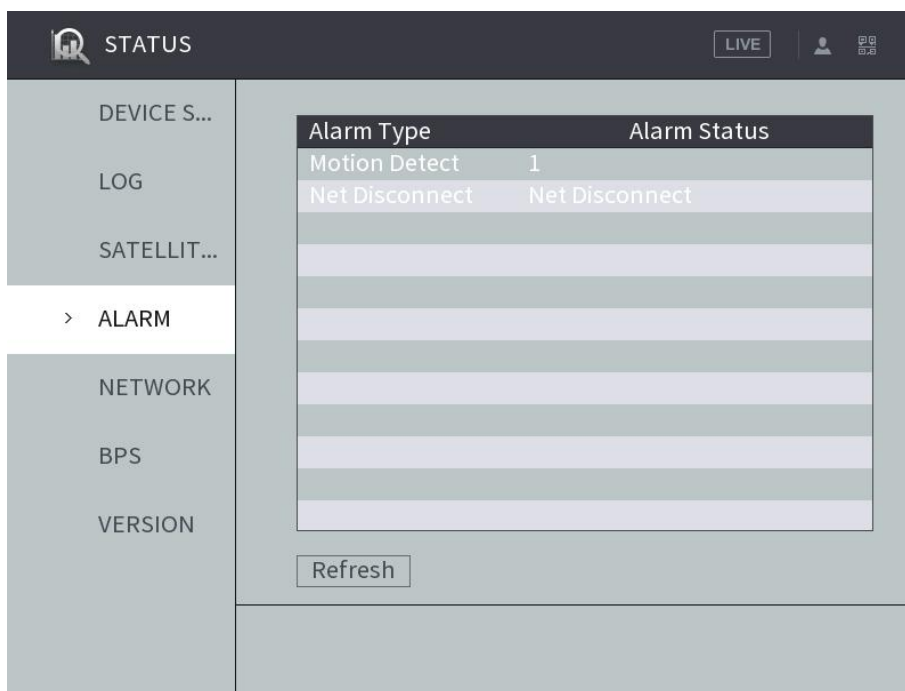 STATUS
LIVE
DEVICE S...
LOG
SATELLIT...
ALARM
NETWORK
BPS
VERSION
Alarm Type Alarm Status
Motion Detect 1
Net Disconnect Net Disconnect
Refresh